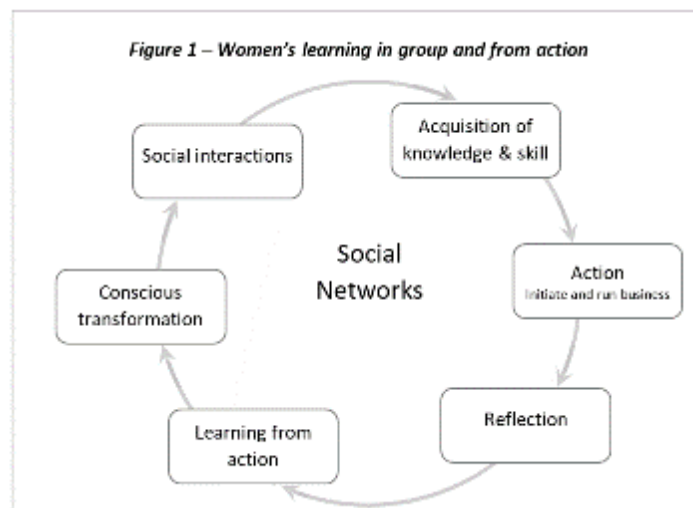 Figure 1 – Women's learning in group and from action
Social interactions
Acquisition of
knowledge & skill
Social
Networks
Action
Initiate and run business
Conscious
transformation
Reflection
Learning from
action